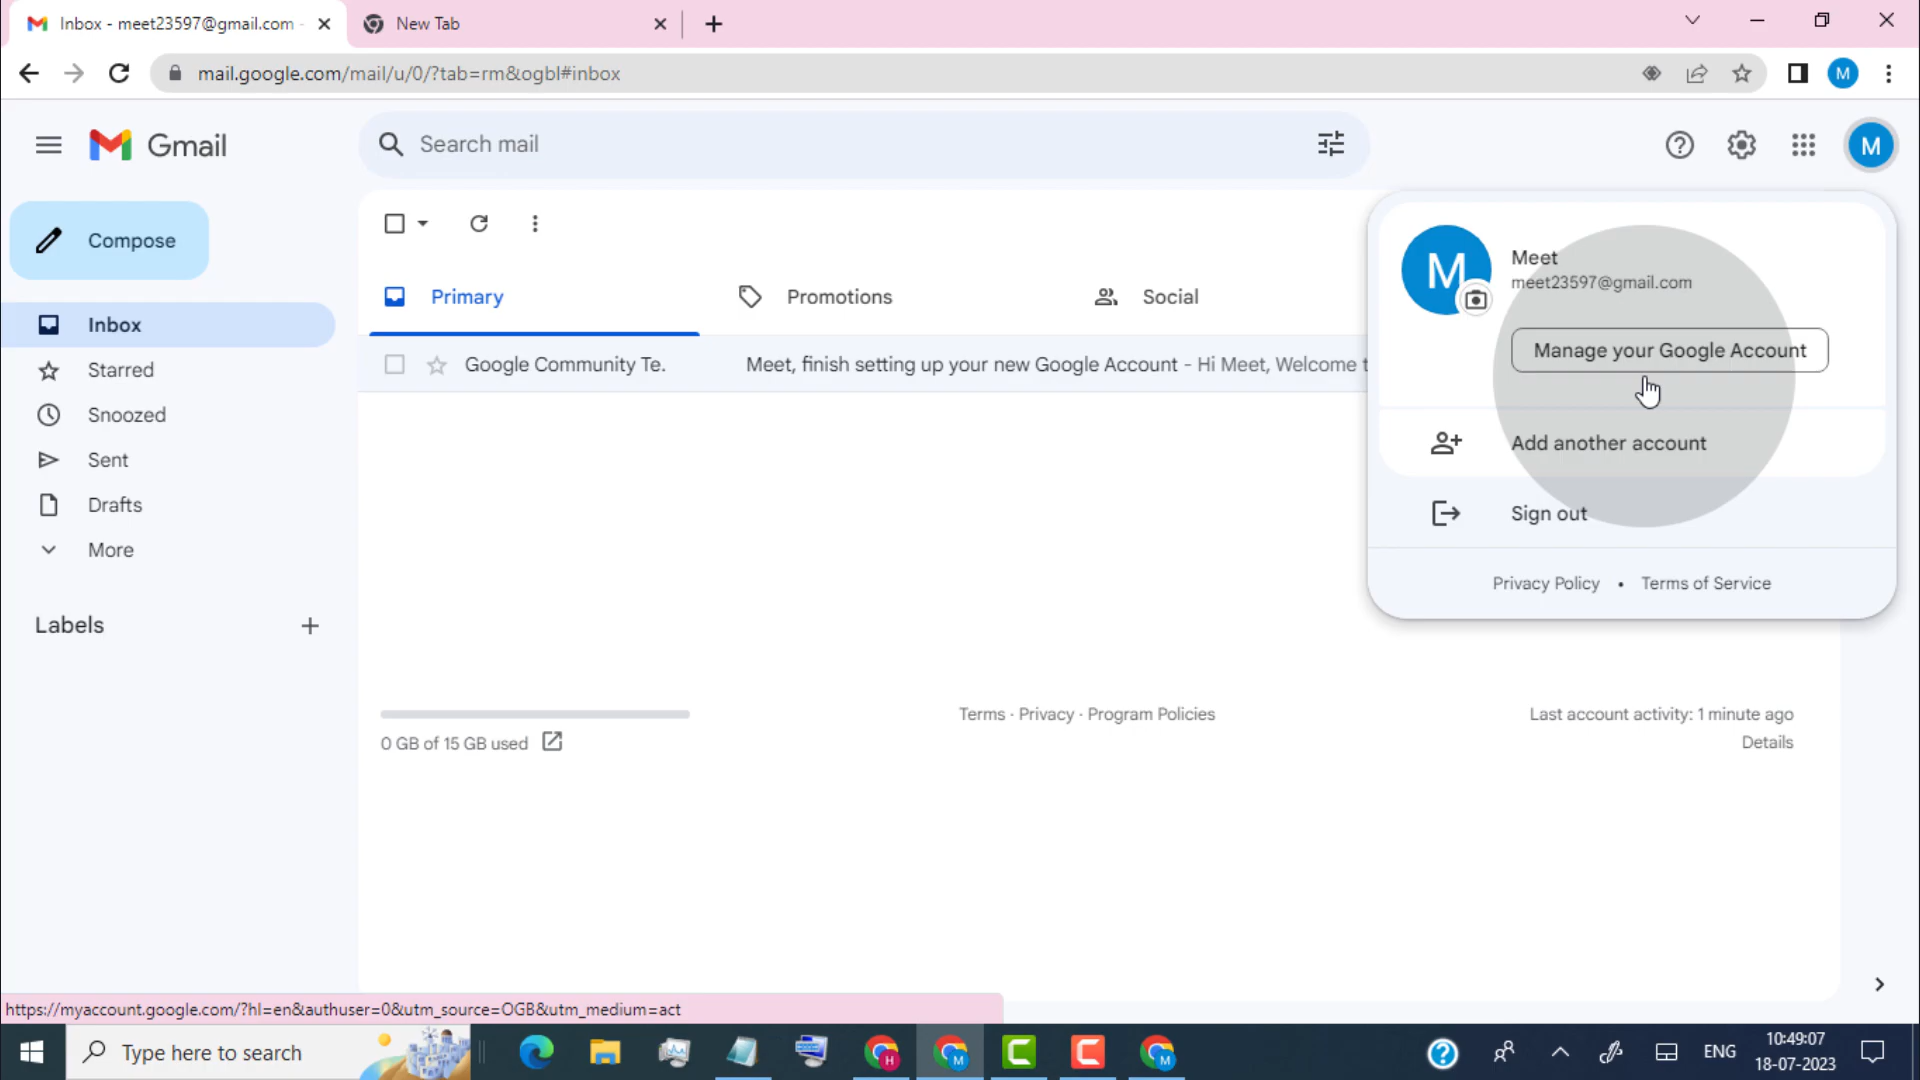 Inbox - meet23597@gmail.com -
New Tab
mail.google.com/mail/u/0/?tab=rm&ogbl#inbox
M
Gmail
Search mail
M
Compose
Inbox
Starred
Snoozed
Sent
Drafts
More
Labels
Primary
Promotions
Social
Google Community Te.
Meet, finish setting up your new Google Account - Hi Meet, Welcome t
M
Meet
meet23597@gmail.com
Manage your Google Account
Add another account
Sign out
Privacy Policy • Terms of Service
0 GB of 15 GB used
Terms · Privacy · Program Policies
Last account activity: 1 minute ago
Details
https://myaccount.google.com/?hl=en&authuser=0&utm_source=OGB&utm_medium=act
Type here to search
H
M
M
ENG
10:49:07
18-07-2023